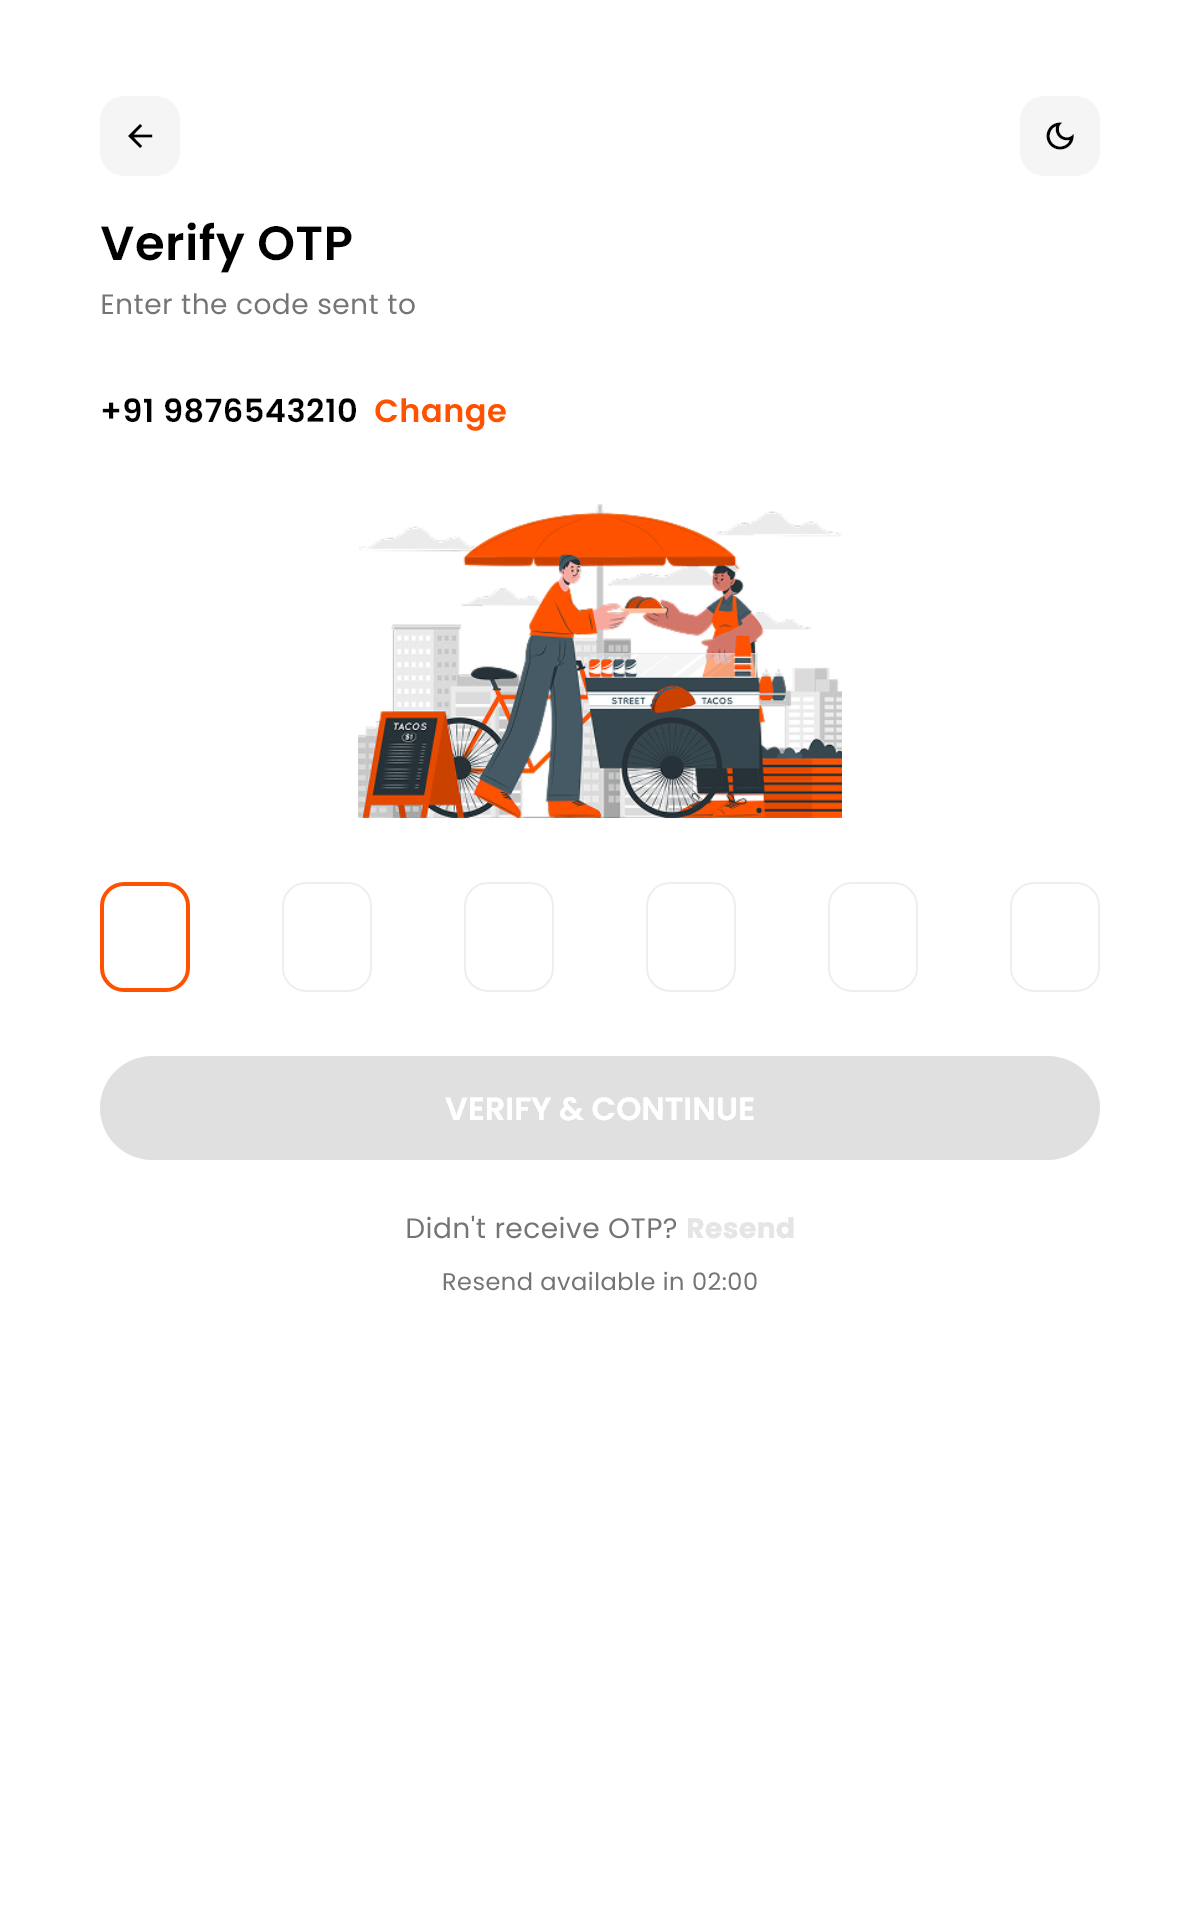 Verify OTP
Enter the code sent to
+91 9876543210 Change
TACOS
$1
STREET TACOS
VERIFY & CONTINUE
Didn't receive OTP? Resend
Resend available in 02:00